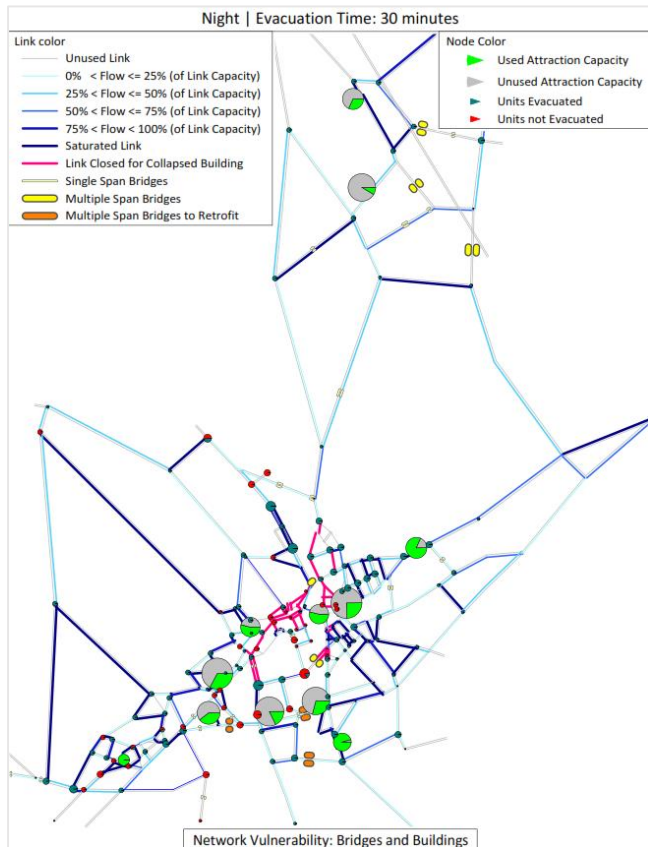 Night | Evacuation Time: 30 minutes
Link color
Unused Link
0% < Flow <= 25% (of Link Capacity)
25% < Flow <= 50% (of Link Capacity)
50% < Flow <= 75% (of Link Capacity)
75% < Flow < 100% (of Link Capacity)
Saturated Link
Link Closed for Collapsed Building
Single Span Bridges
Multiple Span Bridges
Multiple Span Bridges to Retrofit
Node Color
Used Attraction Capacity
Unused Attraction Capacity
Units Evacuated
Units not Evacuated
Network Vulnerability: Bridges and Buildings